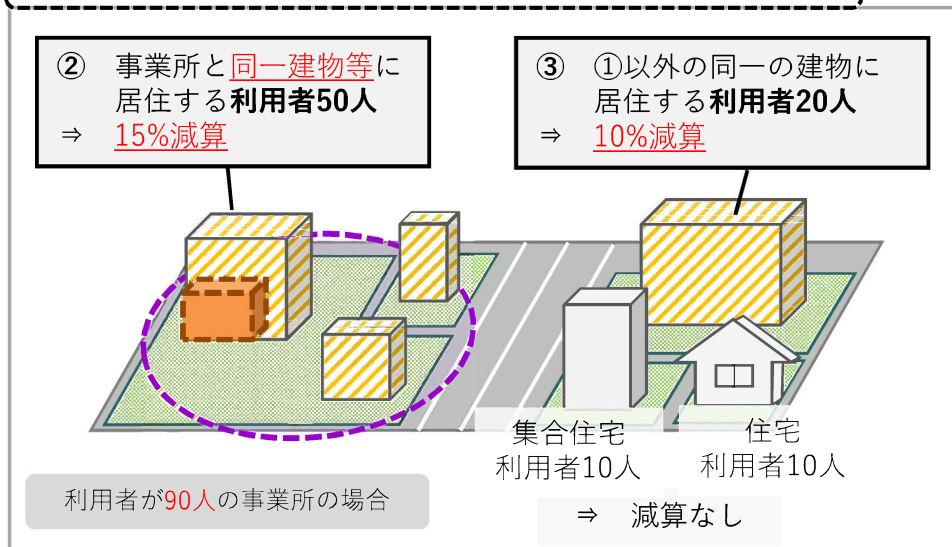 ② 事業所と同一建物等に
居住する利用者50人
⇒ 15%減算
③ ①以外の同一の建物に
居住する利用者20人
⇒ 10%減算
集合住宅
利用者10人
住宅
利用者10人
⇒ 減算なし
利用者が90人の事業所の場合